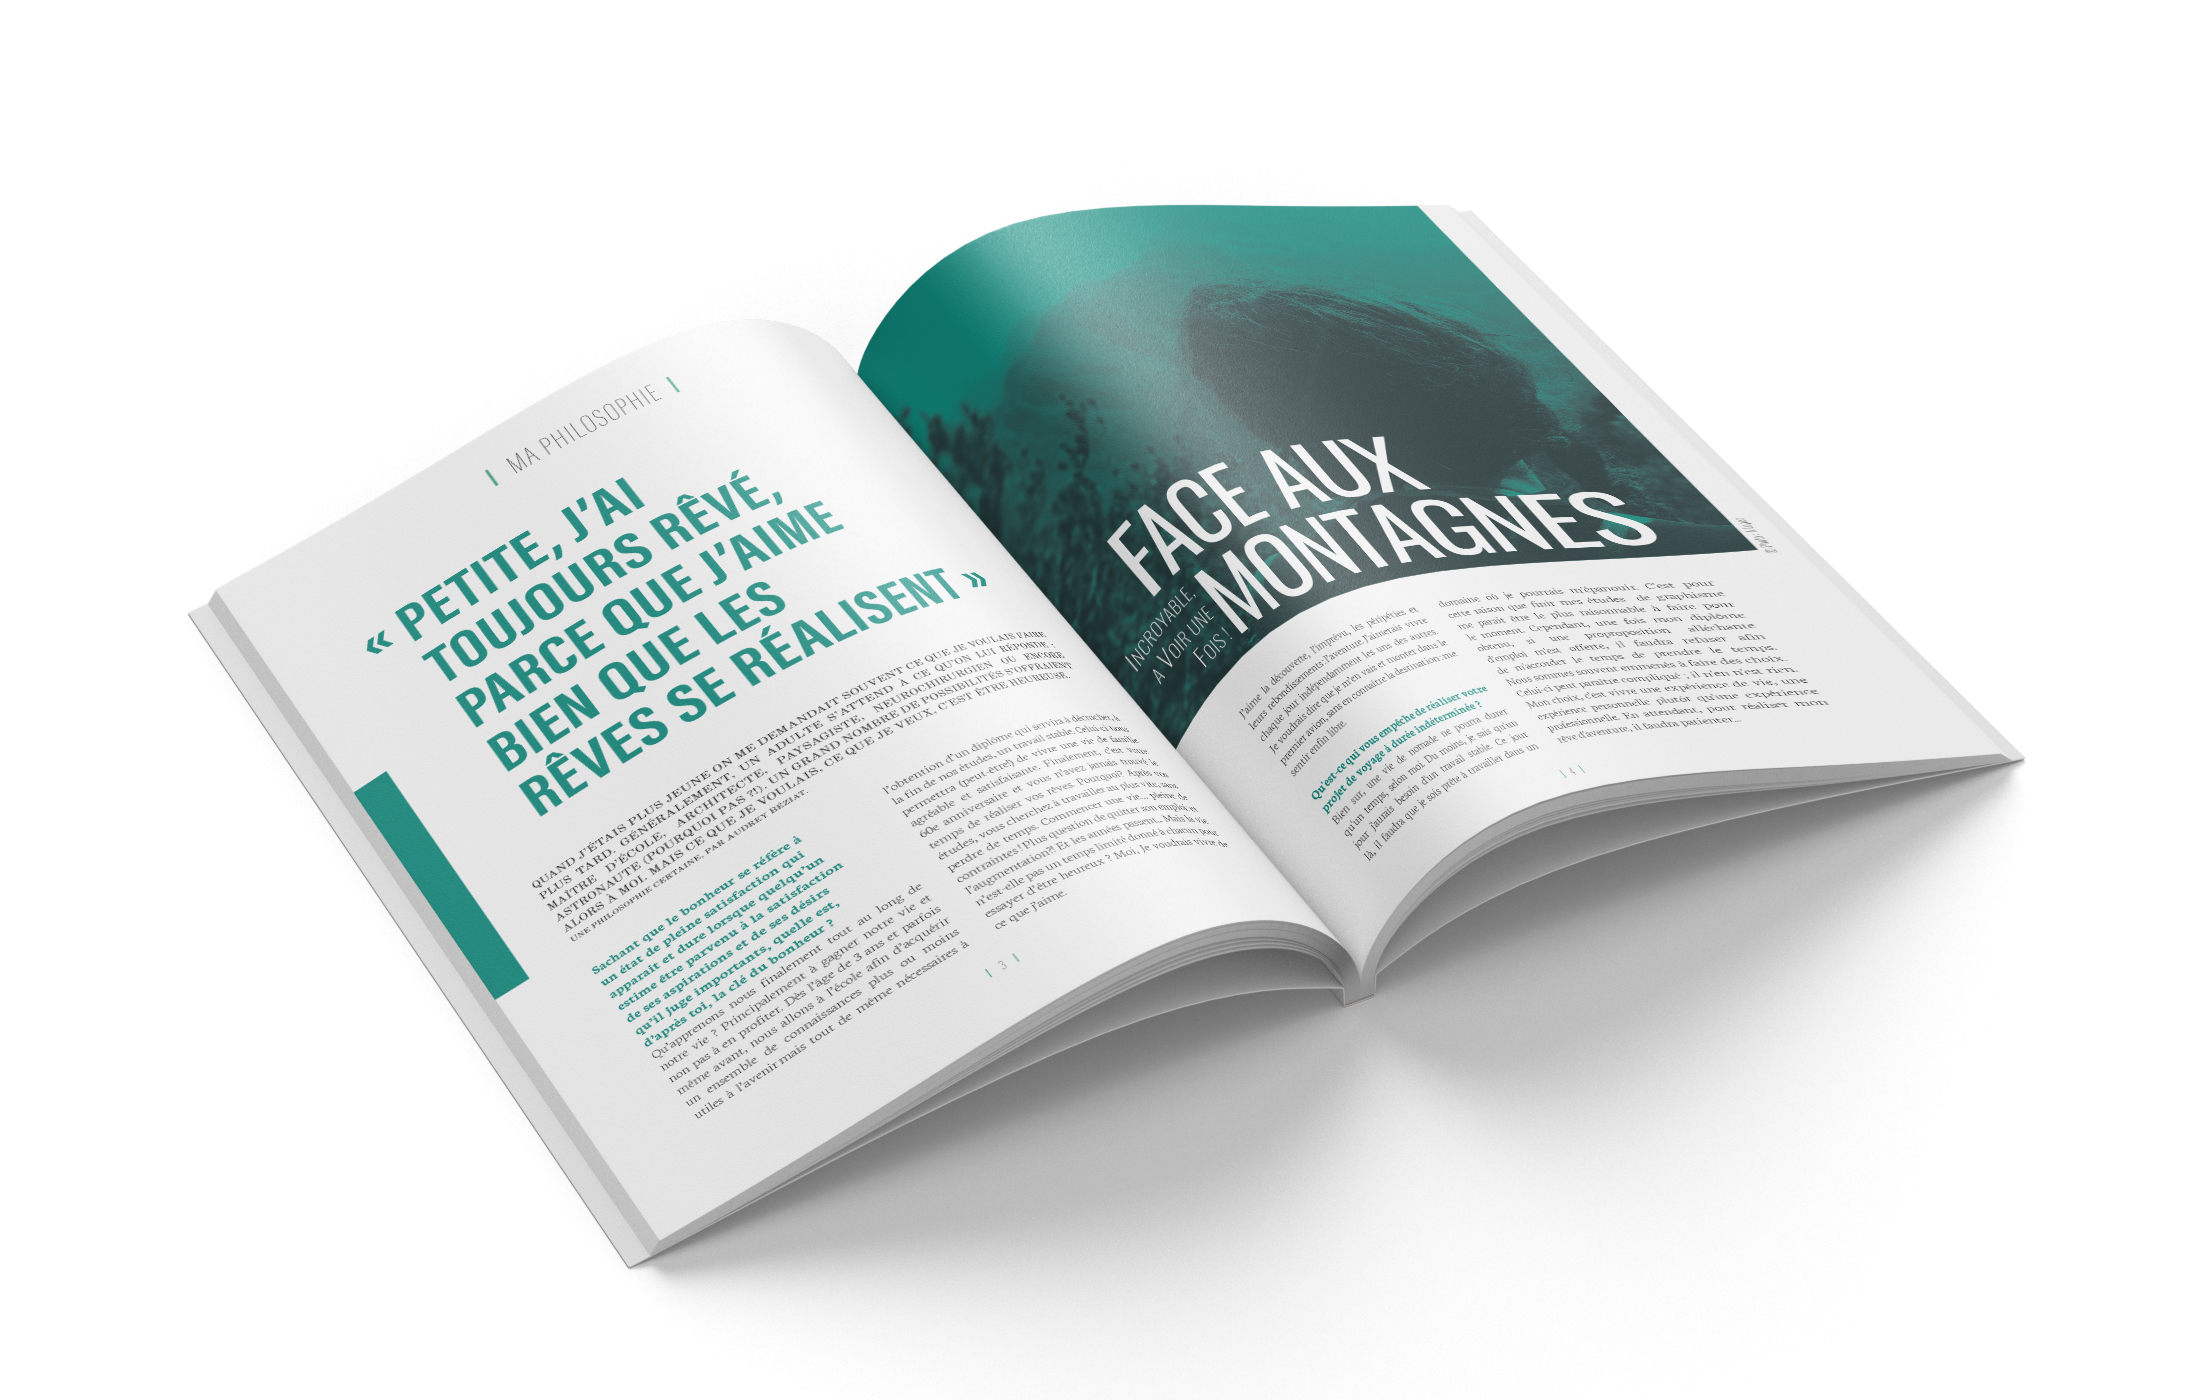 | MA PHILOSOPHIE |
« PETITE, J'AI
TOUJOURS RÊVÉ,
PARCE QUE J'AIME
BIEN QUE LES
RÊVES SE RÉALISENT »
QUAND J'ÉTAIS PLUS JEUNE ON ME DEMANDAIT SOUVENT CE QUE JE VOULAIS FAIRE
PLUS TARD. GÉNÉRALEMENT, UN ADULTE S'ATTEND À CE QU'ON LUI RÉPONDE :
MAÎTRE D'ÉCOLE, ARCHITECTE, PAYSAGISTE, NEUROCHIRURGIEN OU ENCORE
ASTRONAUTE (POURQUOI PAS ?!). UN GRAND NOMBRE DE POSSIBILITÉS S'OFFRAIENT
ALORS À MOI. MAIS CE QUE JE VOULAIS, CE QUE JE VEUX, C'EST ÊTRE HEUREUSE.
UNE PHILOSOPHIE CERTAINE, PAR AUDREY BÉZIAT.
Sachant que le bonheur se réfère à
un état de pleine satisfaction qui
apparait et dure lorsque quelqu'un
estime être parvenu à la satisfaction
de ses aspirations et de ses désirs
qu'il juge importants, quelle est,
d'après toi, la clé du bonheur ?
Qu'apprenons nous finalement tout au long de
notre vie ? Principalement à gagner notre vie et
non pas à en profiter. Dès l'âge de 3 ans et parfois
même avant, nous allons à l'école afin d'acquérir
un ensemble de connaissances plus ou moins
utiles à l'avenir mais tout de même nécessaires à
l'obtention d'un diplôme qui servira à décrocher, à
la fin de nos études, un travail stable. Celui-ci nous
permettra (peut-être!) de vivre une vie de famille
agréable et satisfaisante. Finalement, c'est votre
60e anniversaire et vous n'avez jamais trouvé le
temps de réaliser vos rêves. Pourquoi? Après vos
études, vous cherchez à travailler au plus vite, sans
perdre de temps. Commencer une vie... pleine de
contraintes ! Plus question de quitter son emploi et
l'augmentation?! Et les années passent... Mais la vie
n'est-elle pas un temps limité donné à chacun pour
essayer d'être heureux ? Moi, je voudrais vivre de
ce que j'aime.
| 3 |
FACE AUX
MONTAGNES
INCROYABLE,
A VOIR UNE
FOIS !
J'aime la découverte, l'imprévu, les péripéties et
leurs rebondissements : l'aventure. J'aimerais vivre
chaque jour indépendamment les uns des autres.
Je voudrais dire que je m'en vais et monter dans le
premier avion, sans en connaitre la destination : me
sentir enfin libre.
Qu'est-ce qui vous empêche de réaliser votre
projet de voyage à durée indéterminée ?
Bien sur, une vie de nomade ne pourra durer
qu'un temps, selon moi. Du moins, je sais qu'un
jour j'aurais besoin d'un travail stable. Ce jour
là, il faudra que je sois prête à travailler dans un
domaine où je pourrais m'épanouir. C'est pour
cette raison que finir mes études de graphisme
me parait être le plus raisonnable à faire pour
le moment. Cependant, une fois mon diplôme
obtenu, si une proproposition alléchante
d'emploi m'est offerte, il faudra refuser afin
de m'accorder le temps de prendre le temps.
Nous sommes souvent emmenés à faire des choix.
Celui-ci peut paraitre compliqué ; il n'en n'est rien.
Mon choix, c'est vivre une expérience de vie, une
expérience personnelle plutôt qu'une expérience
professionnelle. En attendant, pour réaliser mon
rêve d'aventure, il faudra patienter...
| 4 |